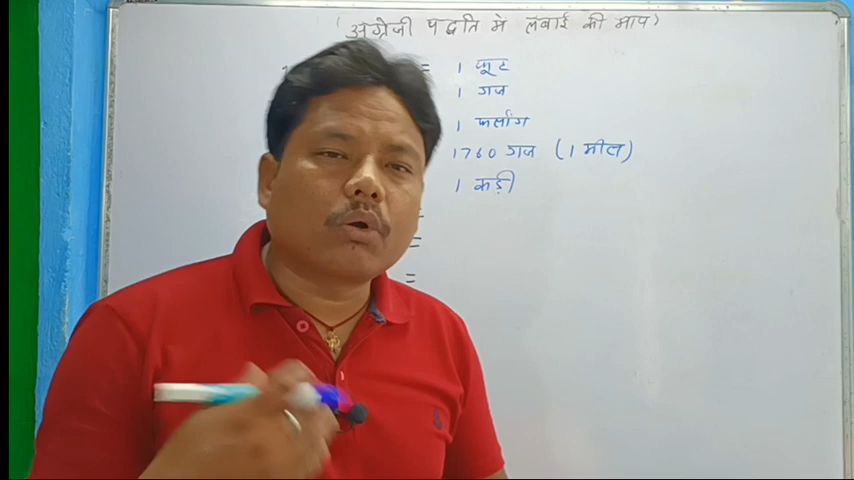 (अंग्रेजी पद्धति मे लंबाई की माप)
= 1 फूट
1 गज
1 फर्लांग
1760 गज (1 मील)
1 कड़ी
=
=